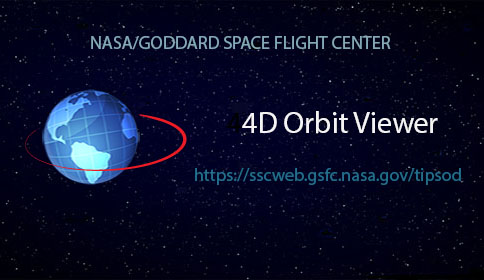 NASA/GODDARD SPACE FLIGHT CENTER
4D Orbit Viewer
https://sscweb.gsfc.nasa.gov/tipsod